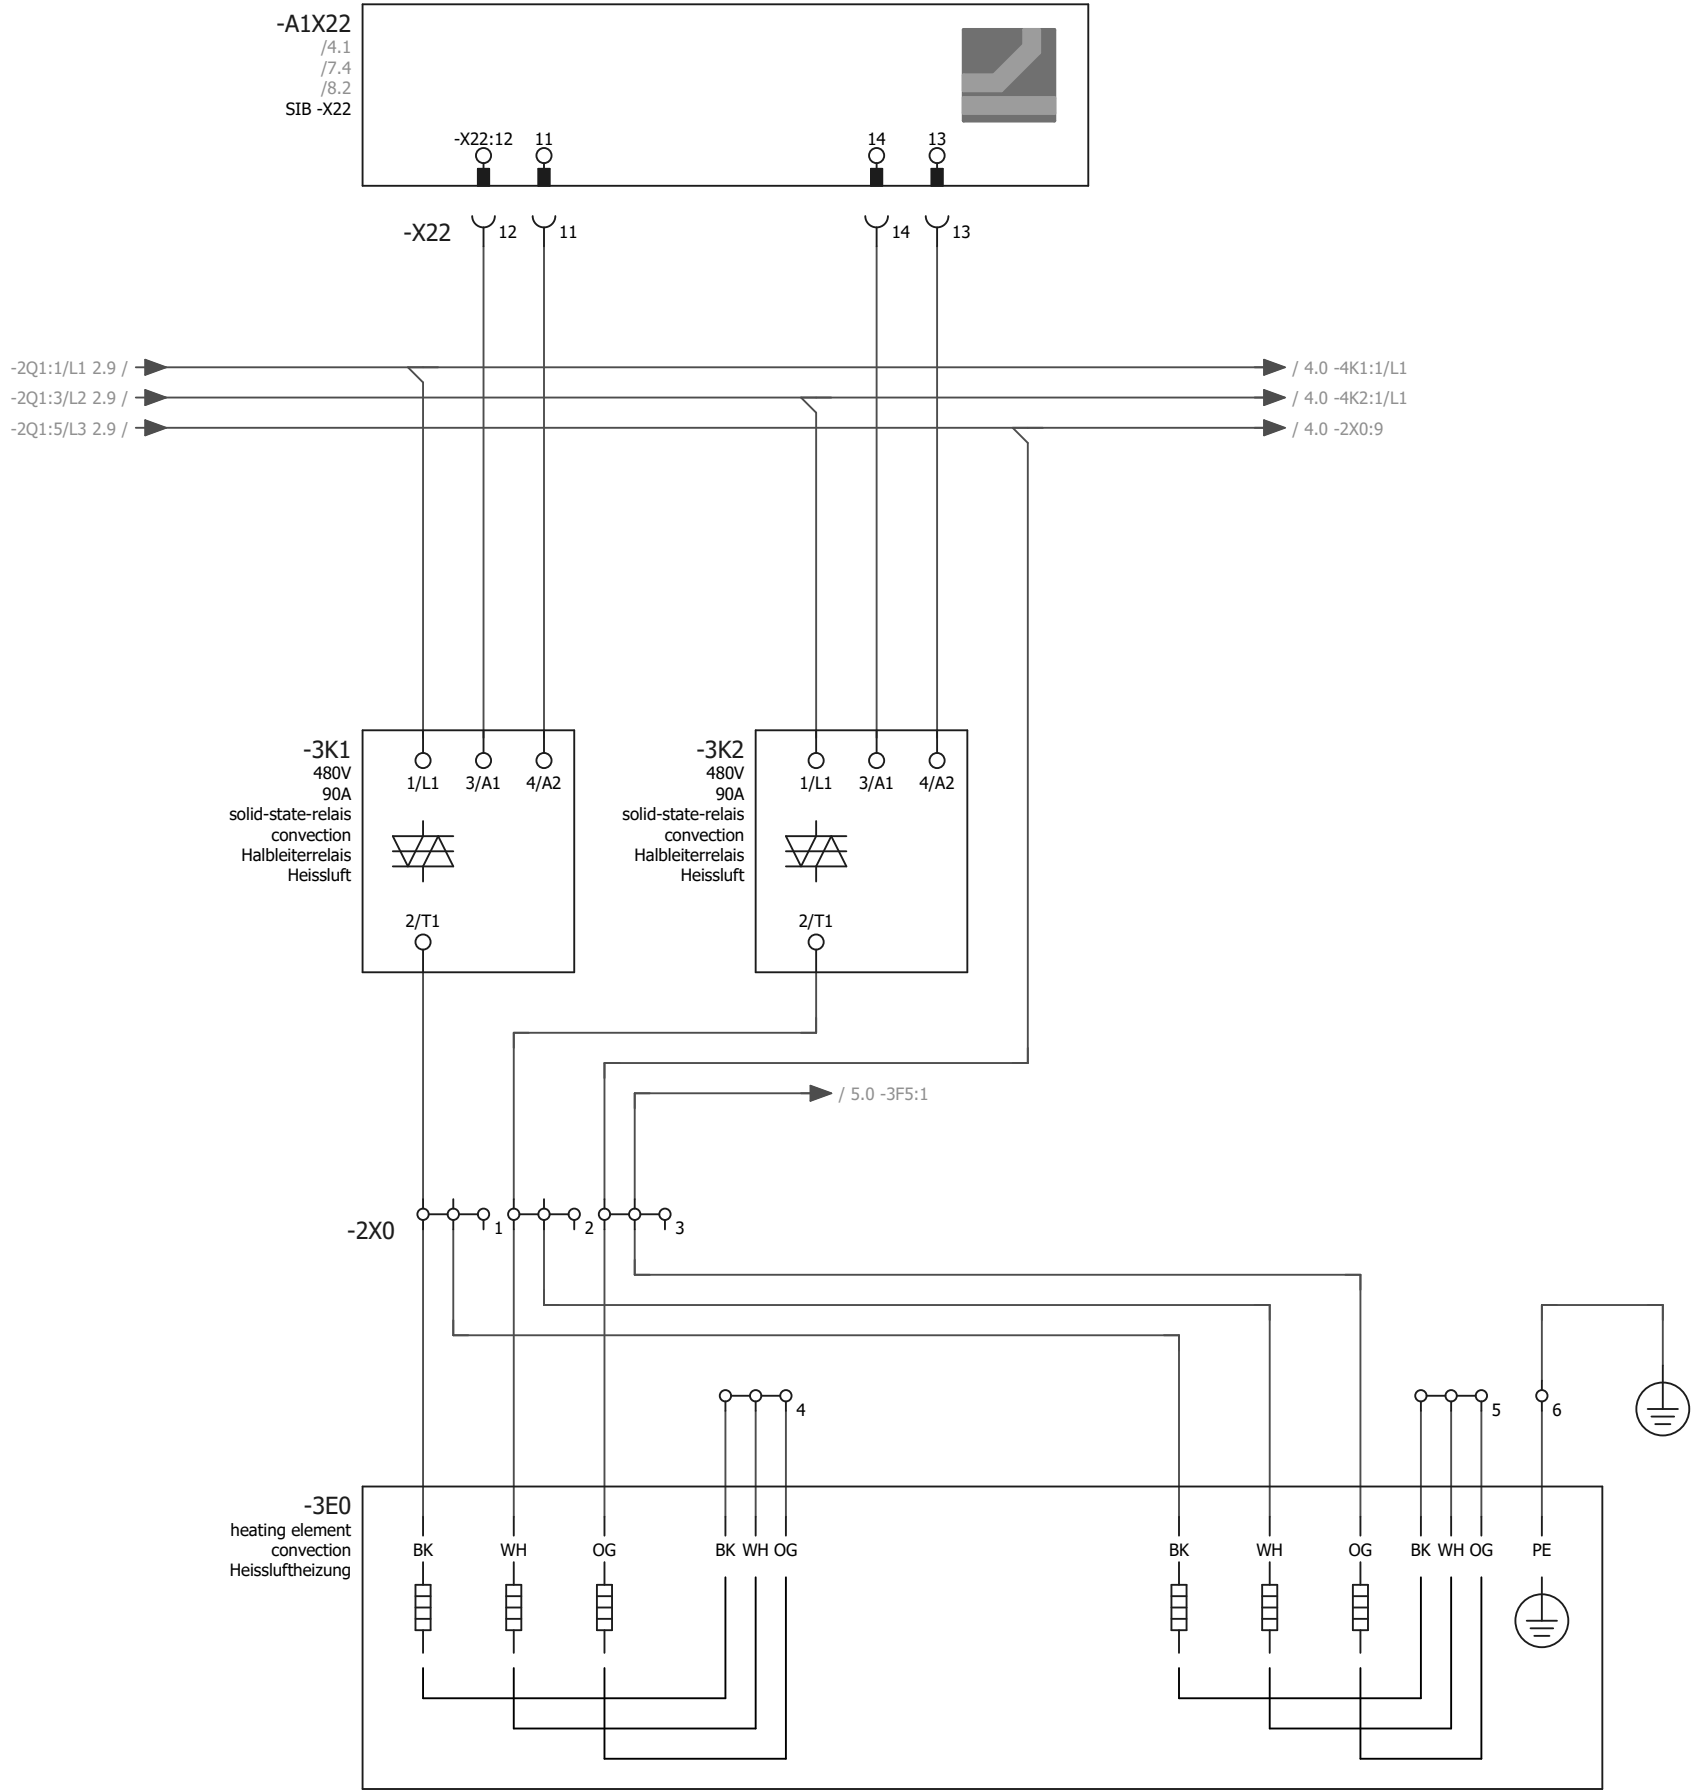 -A1X22
/4.1
/7.4
/8.2
SIB -X22
-X22:12 11 14 13
-X22 12 11 14 13
-2Q1:1/L1 2.9 / / 4.0 -4K1:1/L1
-2Q1:3/L2 2.9 / / 4.0 -4K2:1/L1
-2Q1:5/L3 2.9 / / 4.0 -2X0:9
-3K1
480V
90A
solid-state-relais
convection
Halbleiterrelais
Heissluft
1/L1 3/A1 4/A2
2/T1
-3K2
480V
90A
solid-state-relais
convection
Halbleiterrelais
Heissluft
1/L1 3/A1 4/A2
2/T1
/ 5.0 -3F5:1
-2X0 1 2 3
4 5 6
-3E0
heating element
convection
Heissluftheizung
BK WH OG BK WH OG BK WH OG BK WH OG PE